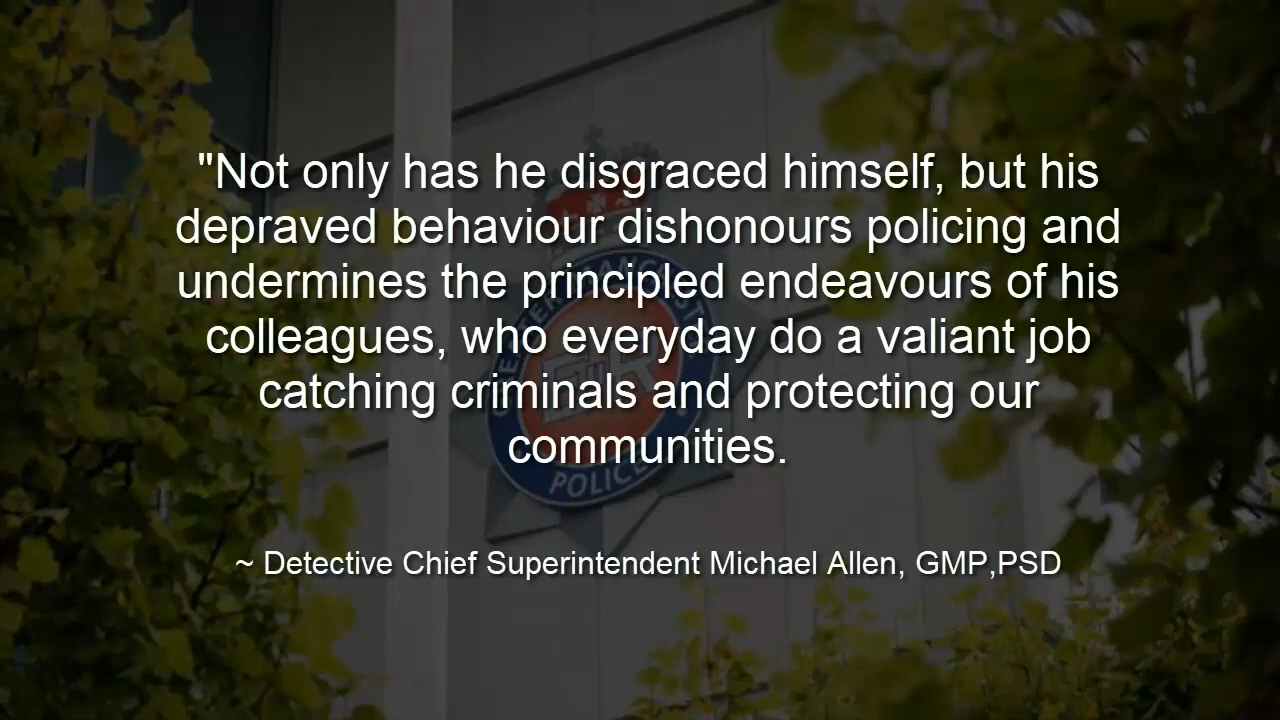 "Not only has he disgraced himself, but his
depraved behaviour dishonours policing and
undermines the principled endeavours of his
colleagues, who everyday do a valiant job
catching criminals and protecting our
communities.
~ Detective Chief Superintendent Michael Allen, GMP,PSD
POLICE